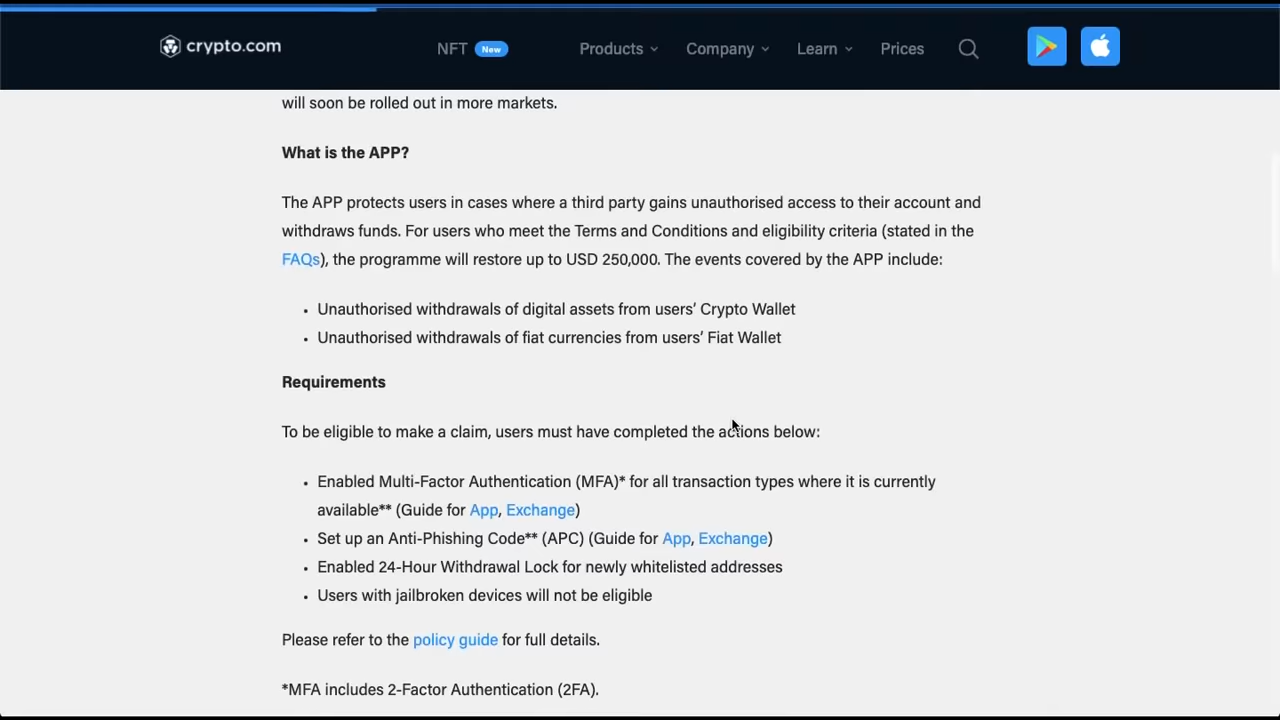 crypto.com
NFT New Products Company Learn Prices
will soon be rolled out in more markets.
What is the APP?
The APP protects users in cases where a third party gains unauthorised access to their account and
withdraws funds. For users who meet the Terms and Conditions and eligibility criteria (stated in the
FAQs), the programme will restore up to USD 250,000. The events covered by the APP include:
• Unauthorised withdrawals of digital assets from users’ Crypto Wallet
• Unauthorised withdrawals of fiat currencies from users’ Fiat Wallet
Requirements
To be eligible to make a claim, users must have completed the actions below:
• Enabled Multi-Factor Authentication (MFA)* for all transaction types where it is currently
available** (Guide for App, Exchange)
• Set up an Anti-Phishing Code** (APC) (Guide for App, Exchange)
• Enabled 24-Hour Withdrawal Lock for newly whitelisted addresses
• Users with jailbroken devices will not be eligible
Please refer to the policy guide for full details.
*MFA includes 2-Factor Authentication (2FA).